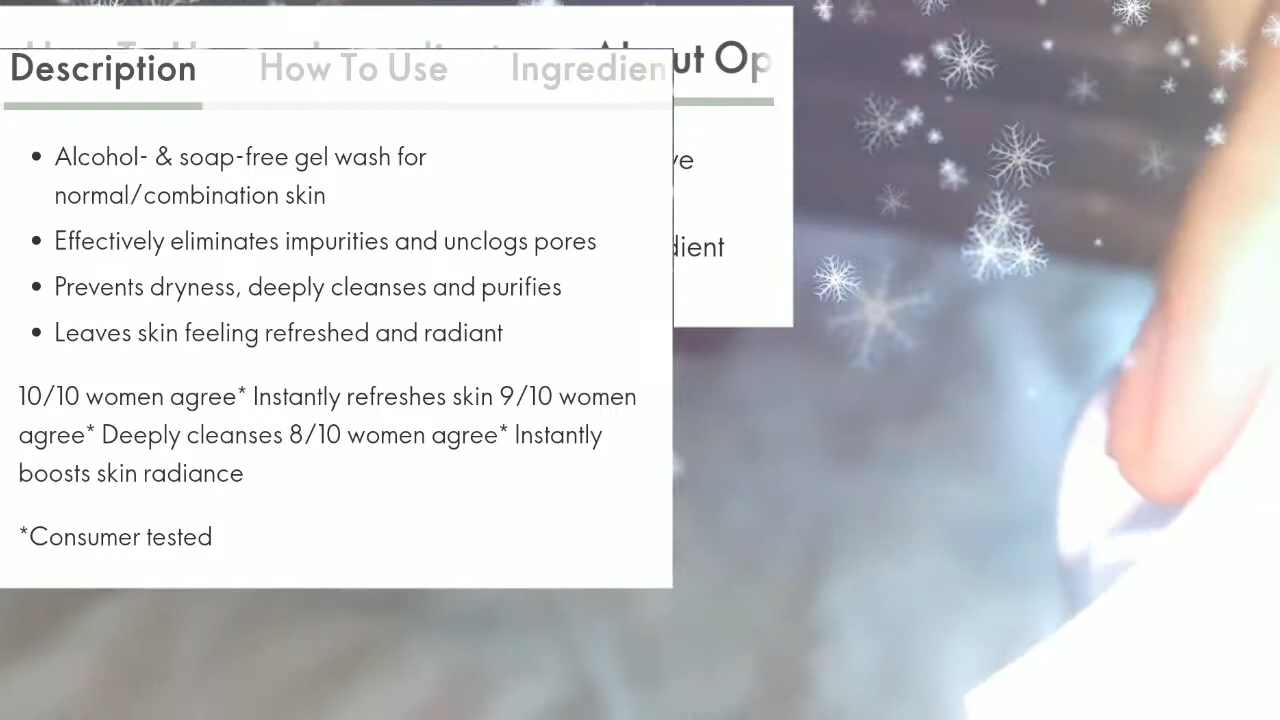 Description How To Use Ingredien
ut Op
Alcohol- & soap-free gel wash for
normal/combination skin
Effectively eliminates impurities and unclogs pores
Prevents dryness, deeply cleanses and purifies
Leaves skin feeling refreshed and radiant
10/10 women agree* Instantly refreshes skin 9/10 women
agree* Deeply cleanses 8/10 women agree* Instantly
boosts skin radiance
*Consumer tested
ve
dient